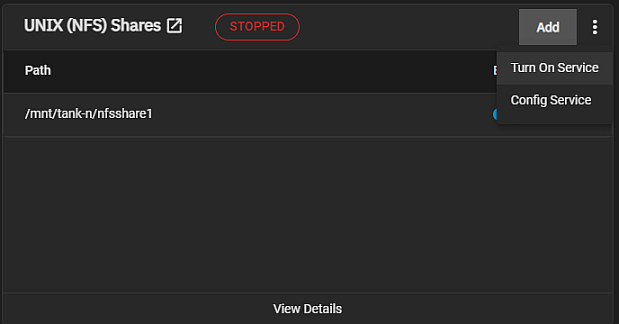 UNIX (NFS) Shares
STOPPED
Add
Path
Turn On Service
Config Service
/mnt/tank-n/nfsshare1
View Details